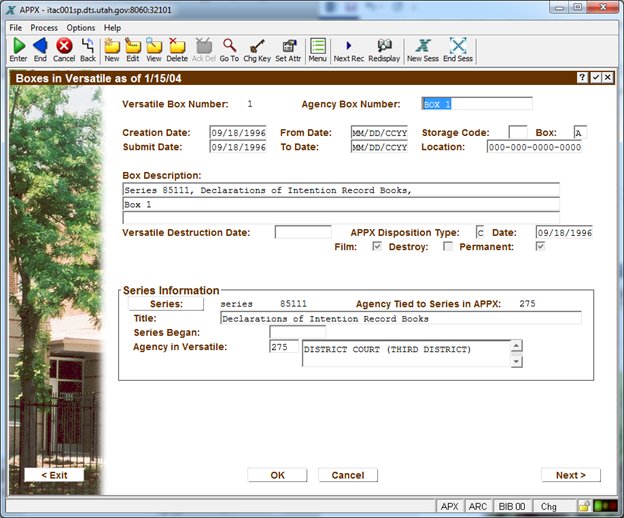 APPX - itac001sp.dts.utah.gov:8060:32101
File Process Options Help
Enter End Cancel Back New Edit View Delete Ack Del Go To Chg Key Set Attr Menu Next Rec Redisplay New Sess End Sess
Boxes in Versatile as of 1/15/04
Versatile Box Number: 1 Agency Box Number: BOX 1
Creation Date: 09/18/1996 From Date: MM/DD/CCYY Storage Code: Box: A
Submit Date: 09/18/1996 To Date: MM/DD/CCYY Location: 000-000-0000-0000
Box Description:
Series 85111, Declarations of Intention Record Books,
Box 1
Versatile Destruction Date: APPX Disposition Type: C Date: 09/18/1996
Film: Destroy: Permanent:
Series Information
Series: series 85111 Agency Tied to Series in APPX: 275
Title: Declarations of Intention Record Books
Series Began:
Agency in Versatile: 275 DISTRICT COURT (THIRD DISTRICT)
< Exit OK Cancel Next >
APX ARC BIB 00 Chg